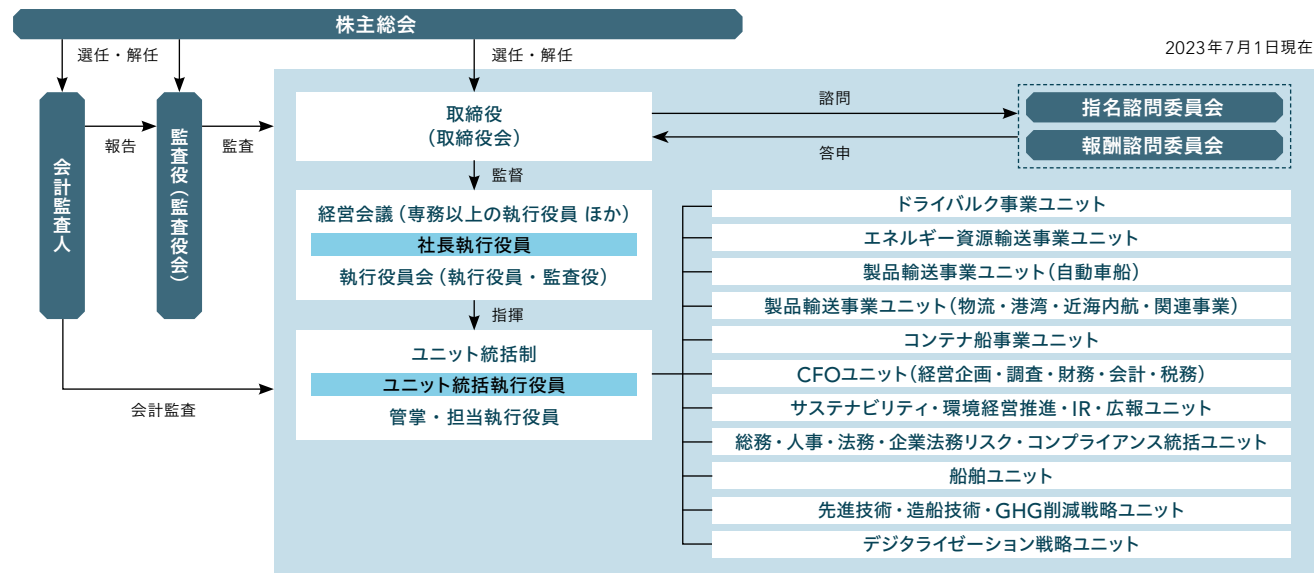 株主総会
2023年7月1日現在
選任・解任
選任・解任
会計監査人
報告
監査役（監査役会）
監査
取締役
（取締役会）
諮問
答申
指名諮問委員会
報酬諮問委員会
監督
経営会議（専務以上の執行役員 ほか）
社長執行役員
執行役員会（執行役員・監査役）
指揮
ユニット統括制
ユニット統括執行役員
管掌・担当執行役員
会計監査
ドライバルク事業ユニット
エネルギー資源輸送事業ユニット
製品輸送事業ユニット（自動車船）
製品輸送事業ユニット（物流・港湾・近海内航・関連事業）
コンテナ船事業ユニット
CFOユニット（経営企画・調査・財務・会計・税務）
サステナビリティ・環境経営推進・IR・広報ユニット
総務・人事・法務・企業法務リスク・コンプライアンス統括ユニット
船舶ユニット
先進技術・造船技術・GHG削減戦略ユニット
デジタライゼーション戦略ユニット